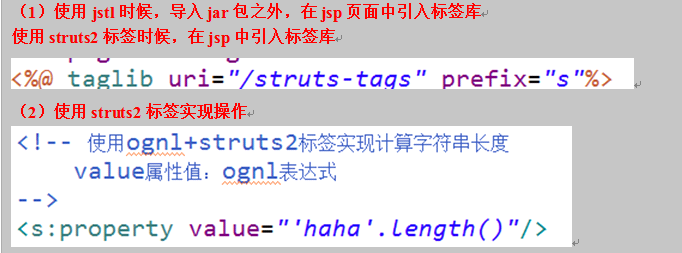 （1）使用 jstl 时候，导入 jar 包之外，在 jsp 页面中引入标签库
使用 struts2 标签时候，在 jsp 中引入标签库
<%@ taglib uri="/struts-tags" prefix="s"%>
（2）使用 struts2 标签实现操作
<!-- 使用ognl+struts2标签实现计算字符串长度
value属性值：ognl表达式
-->
<s:property value="'haha'.length()"/>